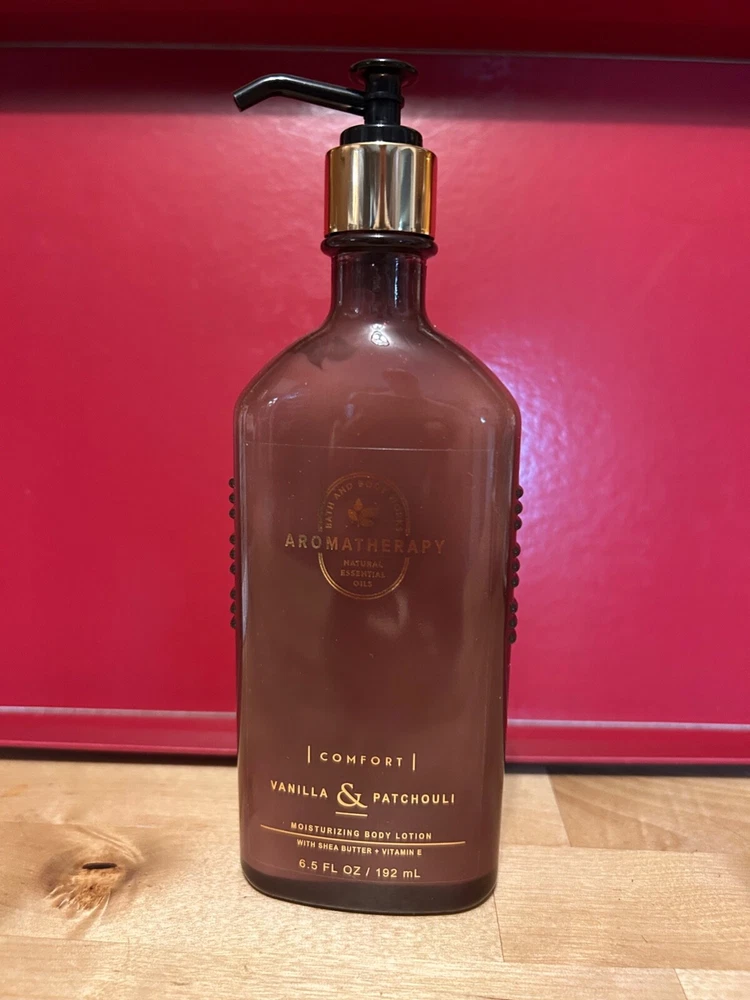 BATH AND BODY WORKS
AROMATHERAPY
NATURAL
ESSENTIAL
OILS
| COMFORT |
VANILLA & PATCHOULI
MOISTURIZING BODY LOTION
WITH SHEA BUTTER + VITAMIN E
6.5 FL OZ / 192 mL